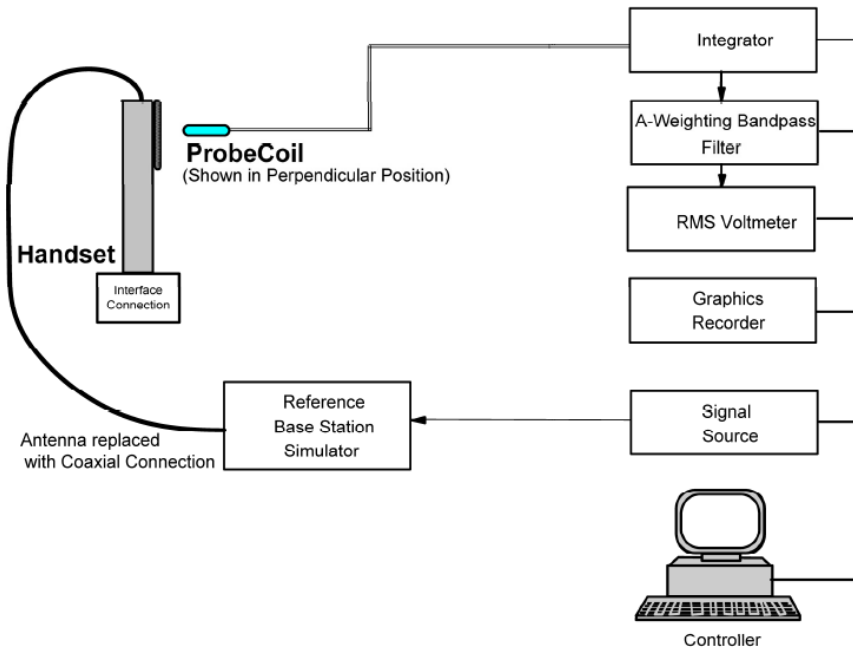 Integrator
A-Weighting Bandpass
Filter
ProbeCoil
(Shown in Perpendicular Position)
RMS Voltmeter
Handset
Interface
Connection
Graphics
Recorder
Reference
Base Station
Simulator
Signal
Source
Antenna replaced
with Coaxial Connection
Controller